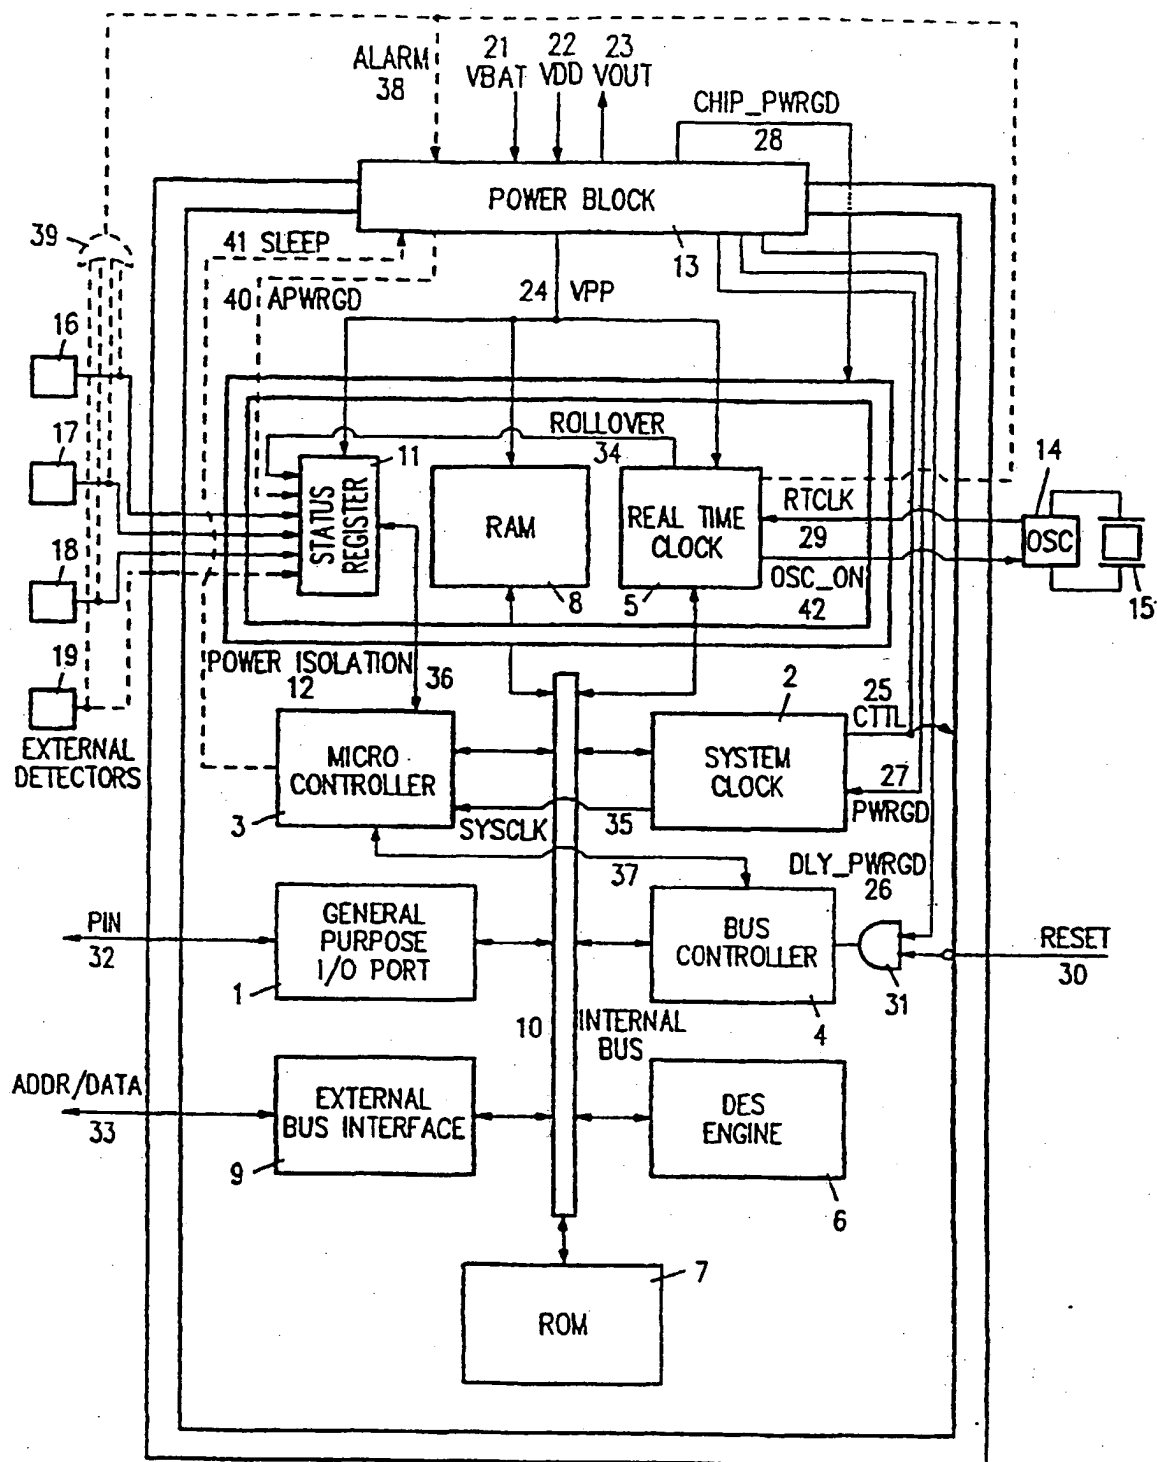 ALARM
38
21
VBAT
22
VDD
23
VOUT
CHIP_PWRGD
28
POWER BLOCK
13
39
41 SLEEP
40 APWRGD
24 VPP
16
17
18
19
EXTERNAL
DETECTORS
ROLLOVER
34
11
STATUS
REGISTER
RAM
8
REAL TIME
CLOCK
5
RTCLK
29
OSC_ON
42
14
OSC
15
POWER ISOLATION
12
36
MICRO
CONTROLLER
3
2
SYSTEM
CLOCK
25
CTTL
27
PWRGD
SYSCLK
35
37
DLY_PWRGD
26
PIN
32
GENERAL
PURPOSE
I/O PORT
1
BUS
CONTROLLER
4
31
RESET
30
10
INTERNAL
BUS
ADDR/DATA
33
EXTERNAL
BUS INTERFACE
9
DES
ENGINE
6
7
ROM